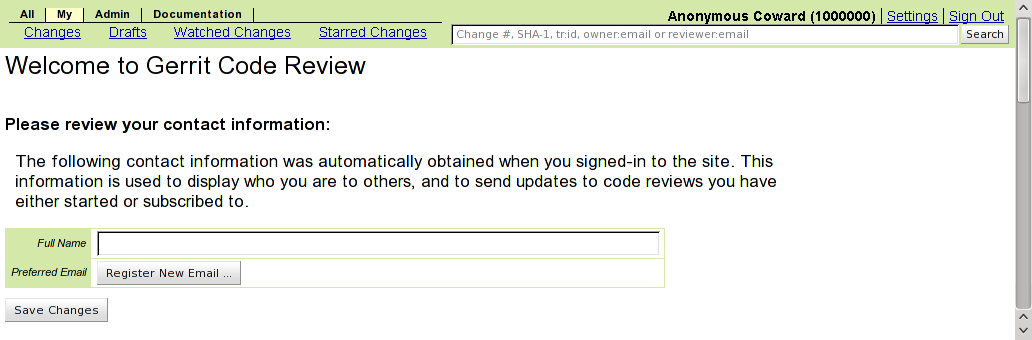 All My Admin Documentation
Anonymous Coward (1000000) Settings Sign Out
Changes Drafts Watched Changes Starred Changes
Change #, SHA-1, tr:id, owner:email or reviewer:email Search
Welcome to Gerrit Code Review
Please review your contact information:
The following contact information was automatically obtained when you signed-in to the site. This
information is used to display who you are to others, and to send updates to code reviews you have
either started or subscribed to.
Full Name
Preferred Email Register New Email ...
Save Changes